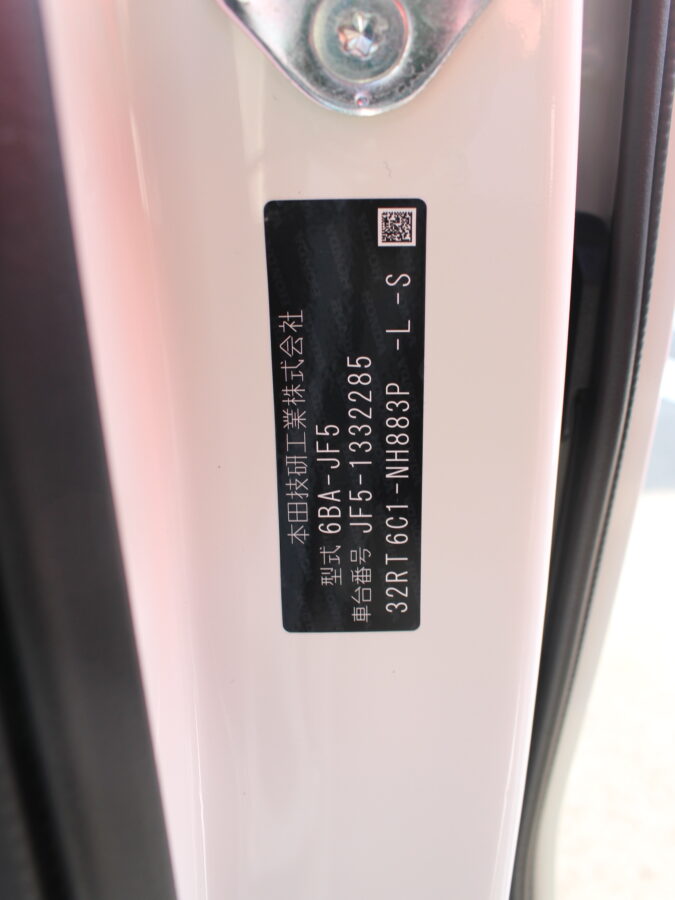 本田技研工業株式会社
型式 6BA-JF5
車台番号 JF5-1332285
32RT6C1-NH883P -L -S